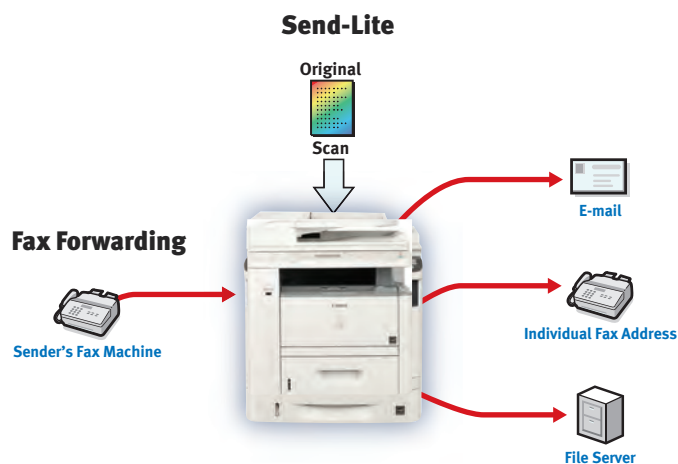 Send-Lite
Original
Scan
E-mail
Fax Forwarding
Sender's Fax Machine
Individual Fax Address
File Server